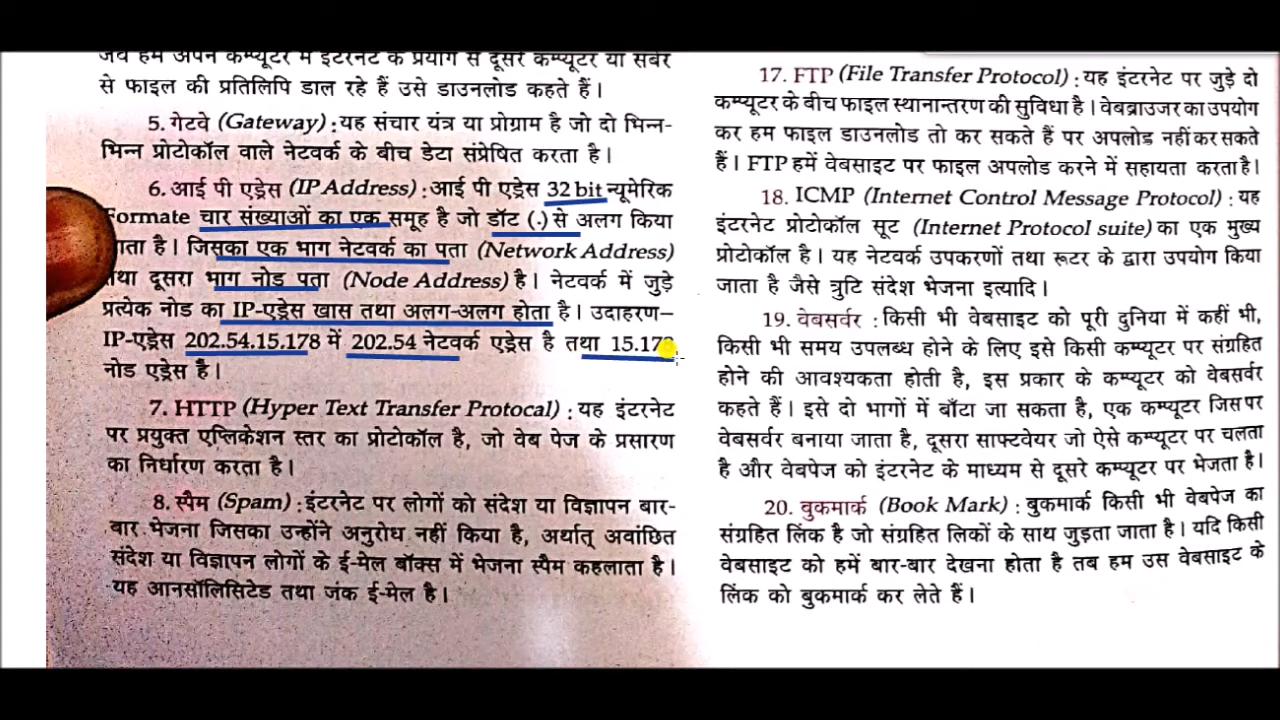 जब हम अपने कम्प्यूटर में इंटरनेट के प्रयोग से दूसरे कम्प्यूटर या सर्वर
से फाइल की प्रतिलिपि डाल रहे हैं उसे डाउनलोड कहते हैं।
5. गेटवे (Gateway) : यह संचार यंत्र या प्रोग्राम है जो दो भिन्न-
भिन्न प्रोटोकॉल वाले नेटवर्क के बीच डेटा संप्रेषित करता है।
6. आई पी एड्रेस (IP Address) : आई पी एड्रेस 32 bit न्यूमेरिक
Formate चार संख्याओं का एक समूह है जो डॉट (.) से अलग किया
जाता है। जिसका एक भाग नेटवर्क का पता (Network Address)
तथा दूसरा भाग नोड पता (Node Address) है। नेटवर्क में जुड़े
प्रत्येक नोड का IP-एड्रेस खास तथा अलग-अलग होता है। उदाहरण–
IP-एड्रेस 202.54.15.178 में 202.54 नेटवर्क एड्रेस है तथा 15.178
नोड एड्रेस है।
7. HTTP (Hyper Text Transfer Protocal) : यह इंटरनेट
पर प्रयुक्त एप्लिकेशन स्तर का प्रोटोकॉल है, जो वेब पेज के प्रसारण
का निर्धारण करता है।
8. स्पैम (Spam) : इंटरनेट पर लोगों को संदेश या विज्ञापन बार-
बार भेजना जिसका उन्होंने अनुरोध नहीं किया है, अर्थात् अवांछित
संदेश या विज्ञापन लोगों के ई-मेल बॉक्स में भेजना स्पैम कहलाता है।
यह आनसॉलिसिटेड तथा जंक ई-मेल है।
17. FTP (File Transfer Protocol) : यह इंटरनेट पर जुड़े दो
कम्प्यूटर के बीच फाइल स्थानान्तरण की सुविधा है। वेबब्राउजर का उपयोग
कर हम फाइल डाउनलोड तो कर सकते हैं पर अपलोड नहीं कर सकते
हैं। FTP हमें वेबसाइट पर फाइल अपलोड करने में सहायता करता है।
18. ICMP (Internet Control Message Protocol) : यह
इंटरनेट प्रोटोकॉल सूट (Internet Protocol suite) का एक मुख्य
प्रोटोकॉल है। यह नेटवर्क उपकरणों तथा रूटर के द्वारा उपयोग किया
जाता है जैसे त्रुटि संदेश भेजना इत्यादि।
19. वेबसर्वर : किसी भी वेबसाइट को पूरी दुनिया में कहीं भी,
किसी भी समय उपलब्ध होने के लिए इसे किसी कम्प्यूटर पर संग्रहित
होने की आवश्यकता होती है, इस प्रकार के कम्प्यूटर को वेबसर्वर
कहते हैं। इसे दो भागों में बाँटा जा सकता है, एक कम्प्यूटर जिस पर
वेबसर्वर बनाया जाता है, दूसरा साफ्टवेयर जो ऐसे कम्प्यूटर पर चलता
है और वेबपेज को इंटरनेट के माध्यम से दूसरे कम्प्यूटर पर भेजता है।
20. बुकमार्क (Book Mark) : बुकमार्क किसी भी वेबपेज का
संग्रहित लिंक है जो संग्रहित लिकों के साथ जुड़ता जाता है। यदि किसी
वेबसाइट को हमें बार-बार देखना होता है तब हम उस वेबसाइट के
लिंक को बुकमार्क कर लेते हैं।